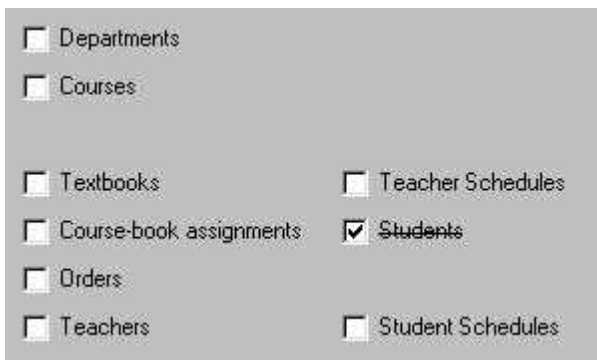 Departments
Courses
Textbooks
Teacher Schedules
Course-book assignments
Students
Orders
Teachers
Student Schedules